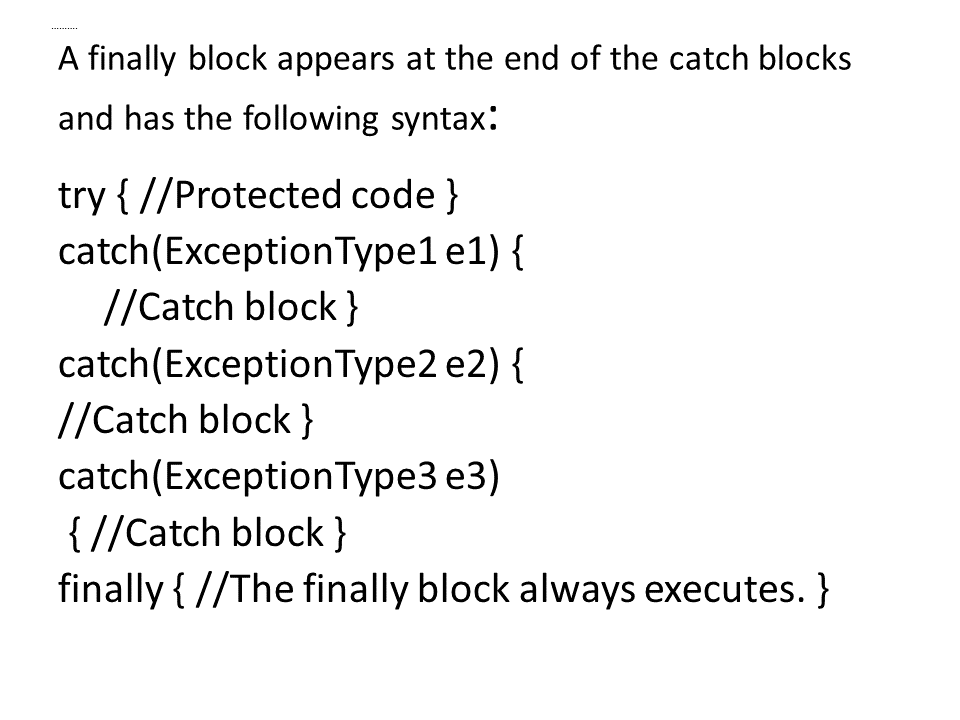 ..........
A finally block appears at the end of the catch blocks
and has the following syntax:
try { //Protected code }
catch(ExceptionType1 e1) {
//Catch block }
catch(ExceptionType2 e2) {
//Catch block }
catch(ExceptionType3 e3)
{ //Catch block }
finally { //The finally block always executes. }